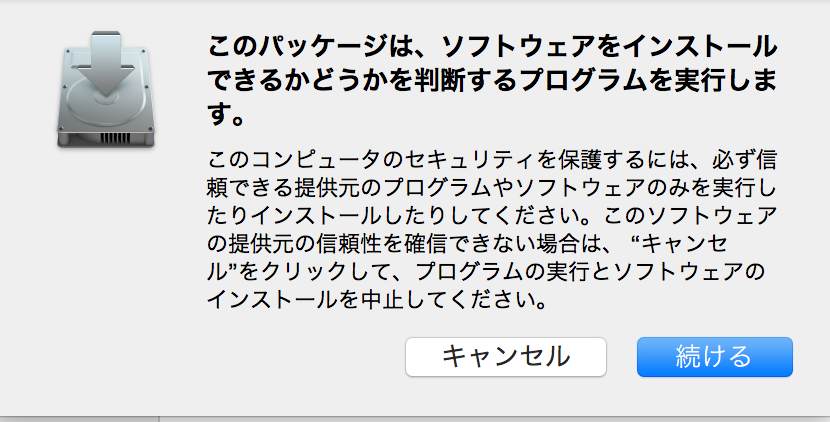 このパッケージは、ソフトウェアをインストール
できるかどうかを判断するプログラムを実行しま
す。
このコンピュータのセキュリティを保護するには、必ず信
頼できる提供元のプログラムやソフトウェアのみを実行し
たりインストールしたりしてください。このソフトウェア
の提供元の信頼性を確信できない場合は、 “キャンセ
ル”をクリックして、プログラムの実行とソフトウェアの
インストールを中止してください。
キャンセル
続ける